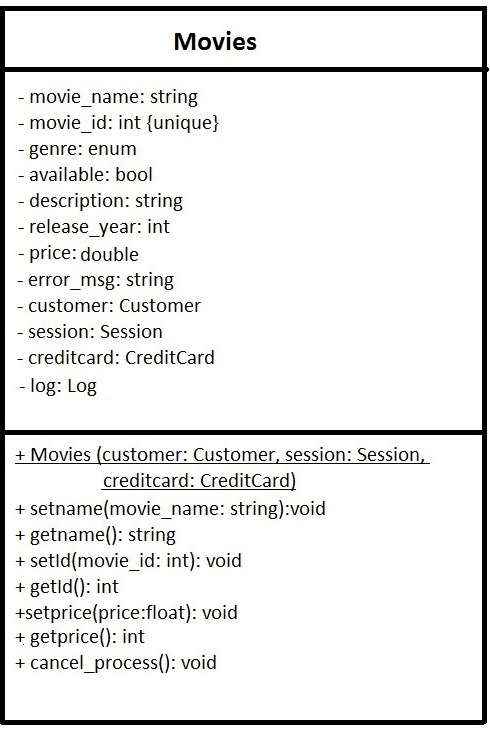 Movies
- movie_name: string
- movie_id: int {unique}
- genre: enum
- available: bool
- description: string
- release_year: int
- price: double
- error_msg: string
- customer: Customer
- session: Session
- creditcard: CreditCard
- log: Log
+ Movies (customer: Customer, session: Session,
creditcard: CreditCard)
+ setname(movie_name: string):void
+ getname(): string
+ setId(movie_id: int): void
+ getId(): int
+setprice(price:float): void
+ getprice(): int
+ cancel_process(): void